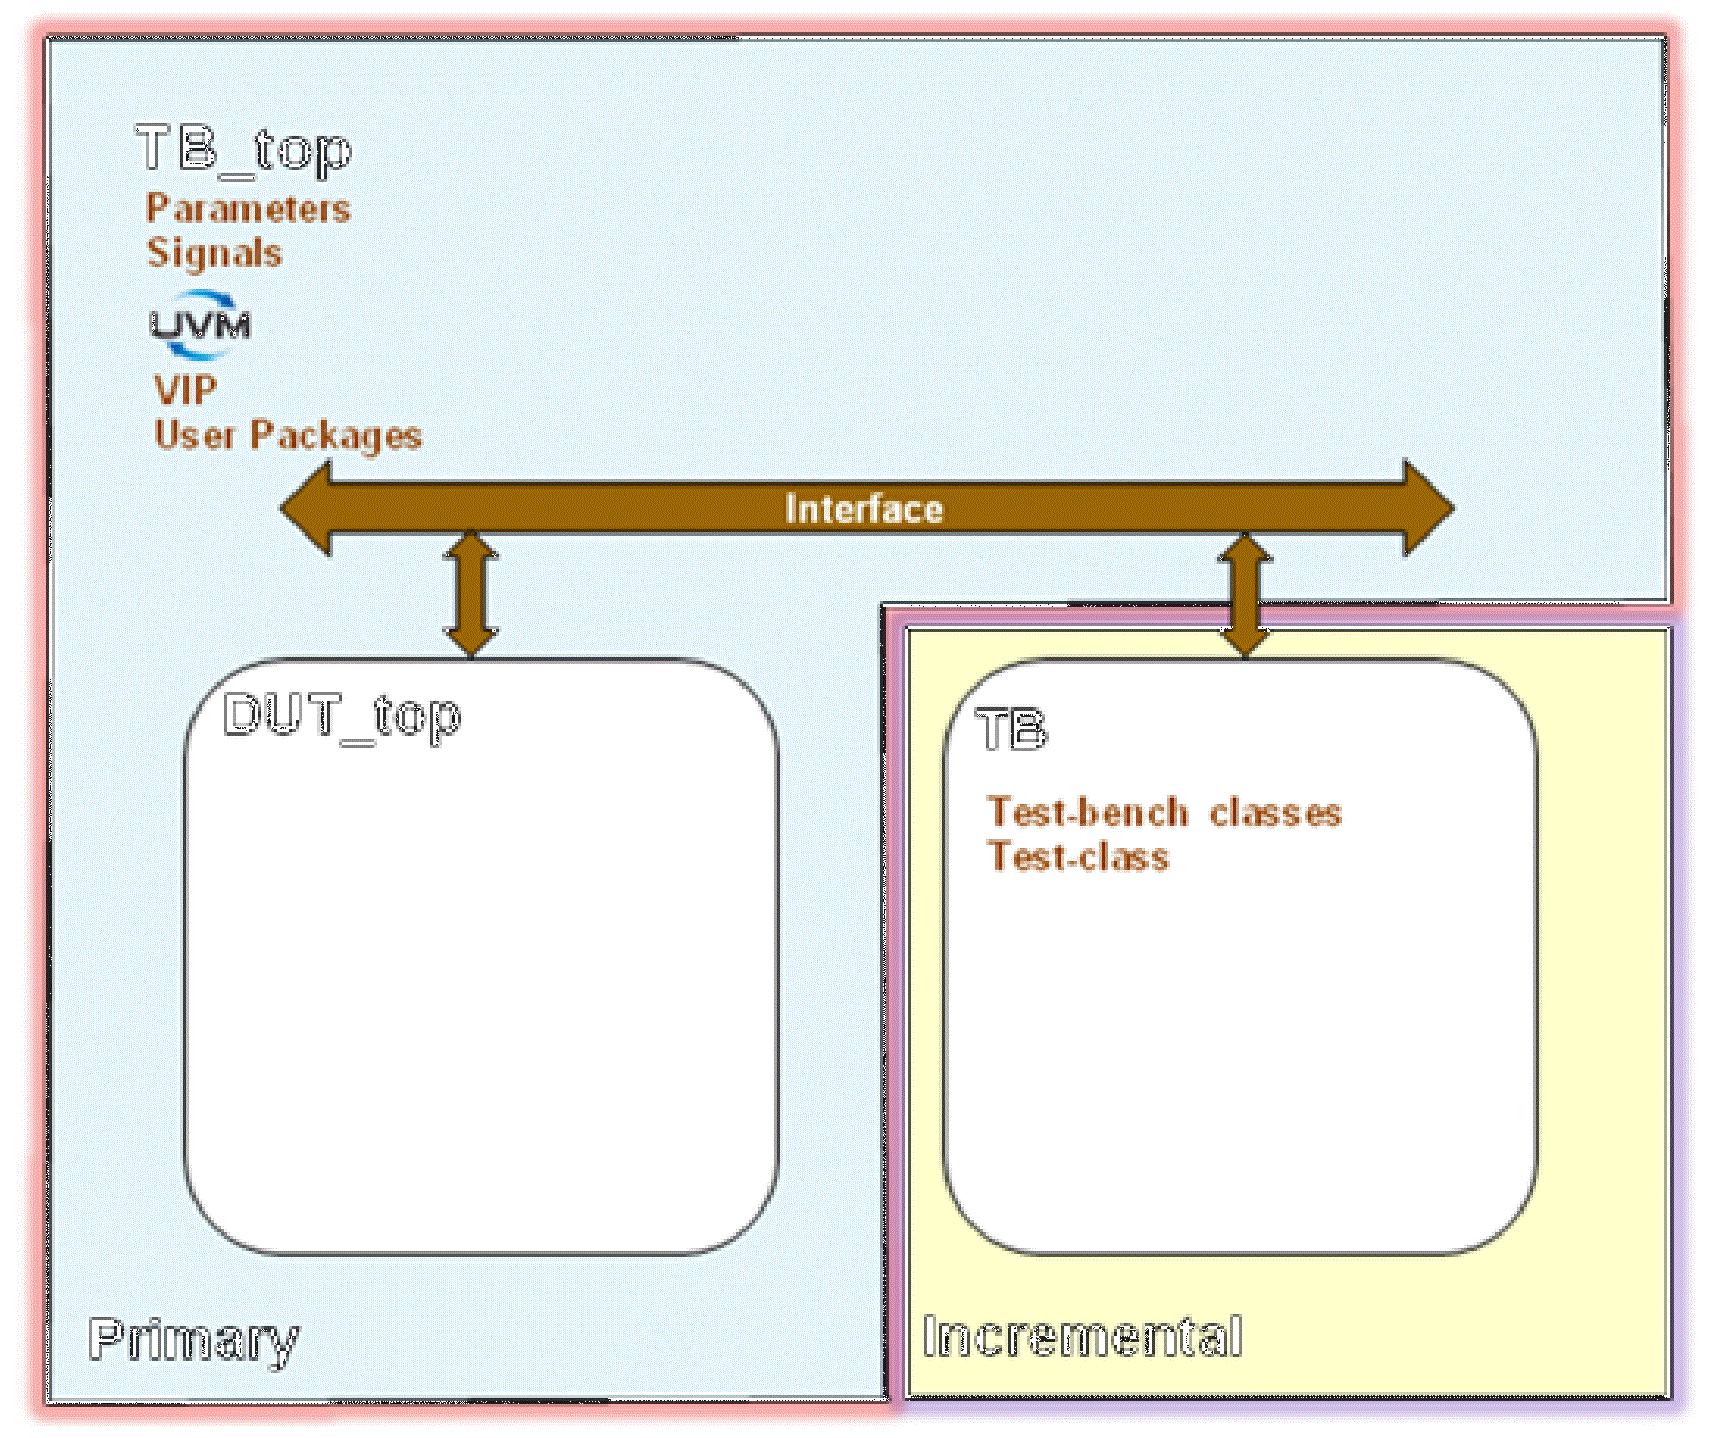 TB_top
Parameters
Signals
UVM
VIP
User Packages
Interface
DUT_top
TB
Test-bench classes
Test-class
Primary
Incremental